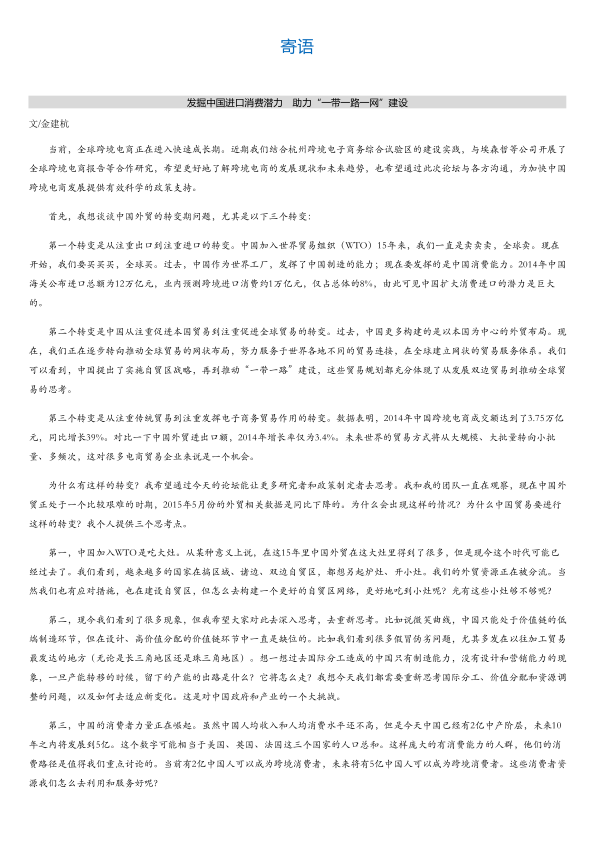 寄语
发掘中国进口消费潜力　助力“一带一路一网”建设
文/金建杭
当前，全球跨境电商正在进入快速成长期。近期我们结合杭州跨境电子商务综合试验区的建设实践，与埃森哲等公司开展了
全球跨境电商报告等合作研究，希望更好地了解跨境电商的发展现状和未来趋势，也希望通过此次论坛与各方沟通，为加快中国
跨境电商发展提供有效科学的政策支持。
首先，我想谈谈中国外贸的转变期问题，尤其是以下三个转变：
第一个转变是从注重出口到注重进口的转变。中国加入世界贸易组织（WTO）15年来，我们一直是卖卖卖，全球卖。现在
开始，我们要买买买，全球买。过去，中国作为世界工厂，发挥了中国制造的能力；现在要发挥的是中国消费能力。2014年中国
海关公布进口总额为12万亿元，业内预测跨境进口消费约1万亿元，仅占总体的8%，由此可见中国扩大消费进口的潜力是巨大
的。
第二个转变是中国从注重促进本国贸易到注重促进全球贸易的转变。过去，中国更多构建的是以本国为中心的外贸布局。现
在，我们正在逐步转向推动全球贸易的网状布局，努力服务于世界各地不同的贸易连接，在全球建立网状的贸易服务体系。我们
可以看到，中国提出了实施自贸区战略，再到推动“一带一路”建设，这些贸易规划都充分体现了从发展双边贸易到推动全球贸
易的思考。
第三个转变是从注重传统贸易到注重发挥电子商务贸易作用的转变。数据表明，2014年中国跨境电商成交额达到了3.75万亿
元，同比增长39%。对比一下中国外贸进出口额，2014年增长率仅为3.4%。未来世界的贸易方式将从大规模、大批量转向小批
量、多频次，这对很多电商贸易企业来说是一个机会。
为什么有这样的转变？我希望通过今天的论坛能让更多研究者和政策制定者去思考。我和我的团队一直在观察，现在中国外
贸正处于一个比较艰难的时期，2015年5月份的外贸相关数据是同比下降的。为什么会出现这样的情况？为什么中国贸易要进行
这样的转变？我个人提供三个思考点。
第一，中国加入WTO是吃大灶。从某种意义上说，在这15年里中国外贸在这大灶里得到了很多，但是现今这个时代可能已
经过去了。我们看到，越来越多的国家在搞区域、诸边、双边自贸区，都想另起炉灶、开小灶。我们的外贸资源正在被分流。当
然我们也有应对措施，也在建设自贸区，但怎么去构建一个更好的自贸区网络，更好地吃到小灶呢？光有这些小灶够不够呢？
第二，现今我们看到了很多现象，但我希望大家对此去深入思考，去重新思考。比如说微笑曲线，中国只能处于价值链的低
端制造环节，但在设计、高价值分配的价值链环节中一直是缺位的。比如我们看到很多假冒伪劣问题，尤其多发在以往加工贸易
最发达的地方（无论是长三角地区还是珠三角地区）。想一想过去国际分工造成的中国只有制造能力，没有设计和营销能力的现
象，一旦产能转移的时候，留下的产能的出路是什么？它将怎么走？我想今天我们都需要重新思考国际分工、价值分配和资源调
整的问题，以及如何去适应新变化。这是对中国政府和产业的一个大挑战。
第三，中国的消费者力量正在崛起。虽然中国人均收入和人均消费水平还不高，但是今天中国已经有2亿中产阶层，未来10
年之内将发展到5亿。这个数字可能相当于美国、英国、法国这三个国家的人口总和。这样庞大的有消费能力的人群，他们的消
费路径是值得我们重点讨论的。当前有2亿中国人可以成为跨境消费者，未来将有5亿中国人可以成为跨境消费者。这些消费者资
源我们怎么去利用和服务好呢？